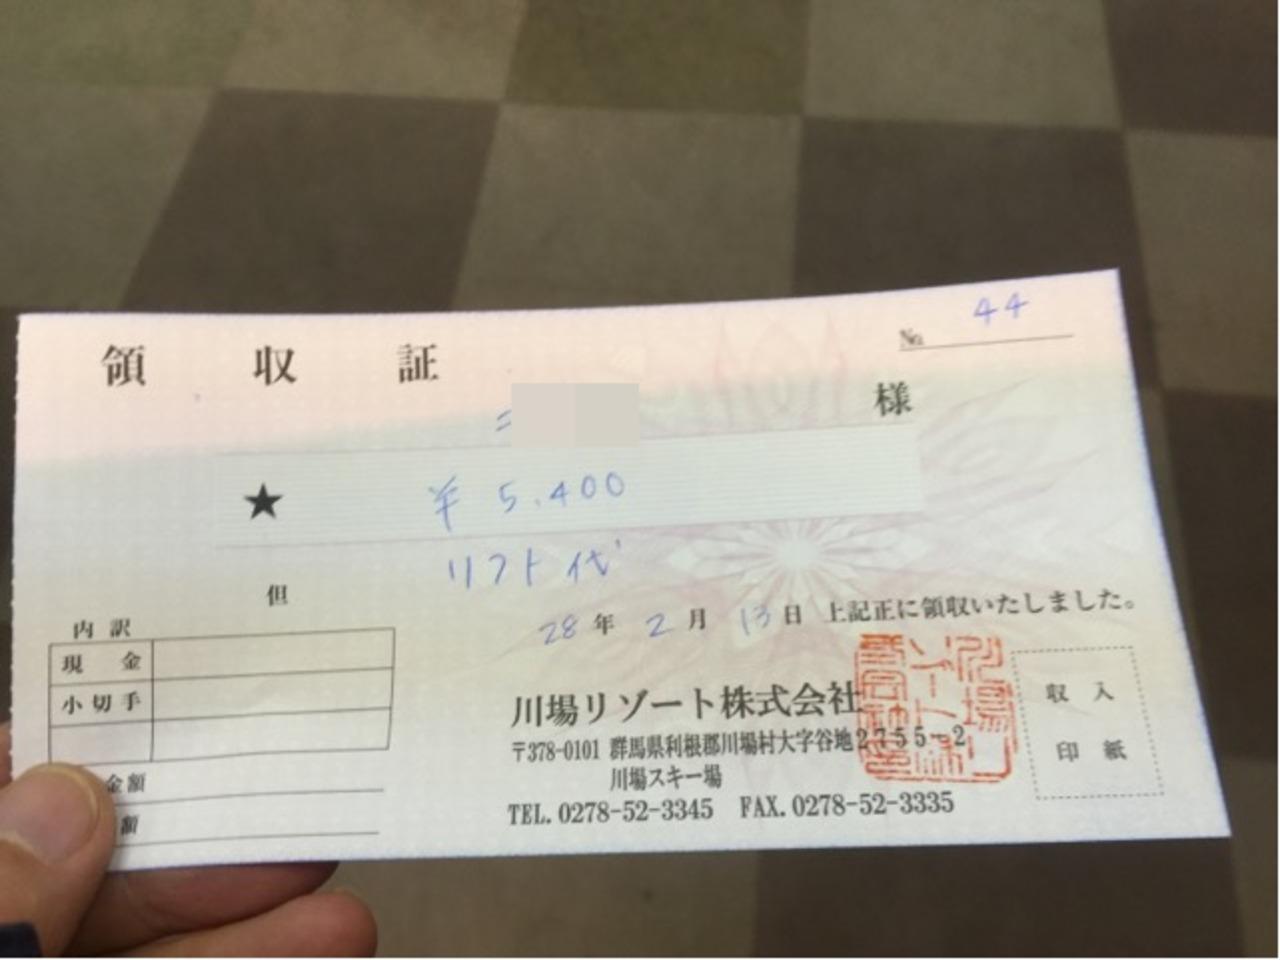 領収証
№ 44
様
★ ¥ 5,400
リフト代
但
28年 2月 13日 上記正に領収いたしました。
内訳
現金
小切手
金額
額
川場リゾート株式会社
〒378-0101 群馬県利根郡川場村大字谷地2755-2
川場スキー場
TEL. 0278-52-3345 FAX. 0278-52-3335
収入
印紙